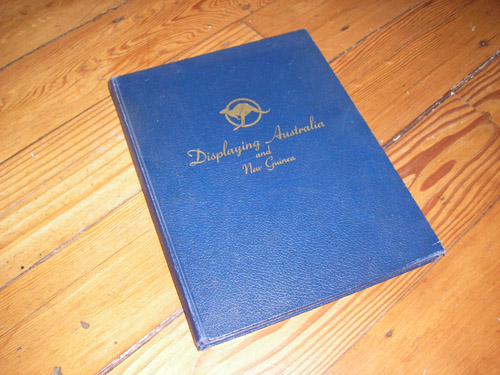 Displaying Australia
and
New Guinea